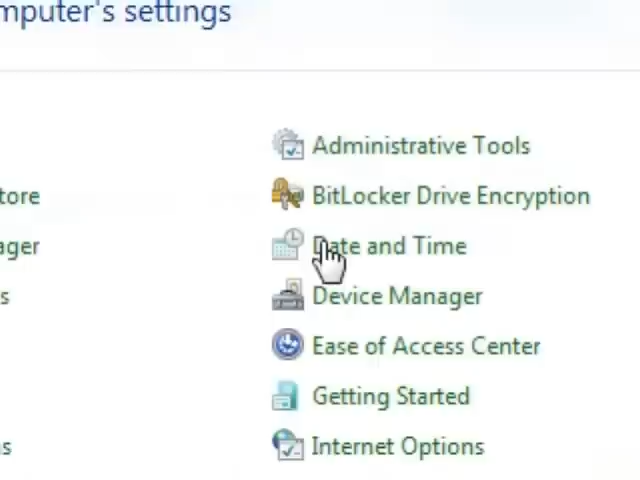 mputer's settings
Administrative Tools
tore
BitLocker Drive Encryption
ager
Date and Time
s
Device Manager
Ease of Access Center
Getting Started
s
Internet Options